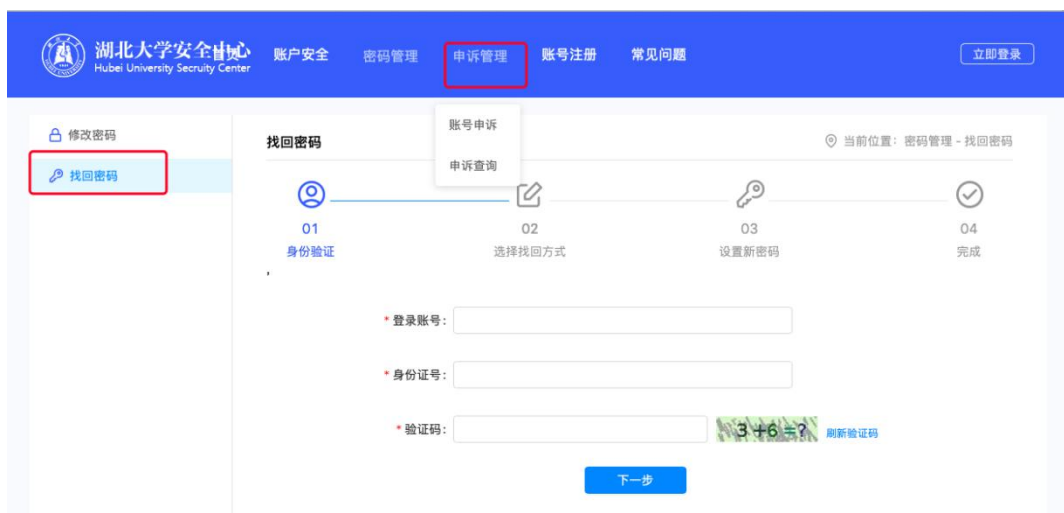 湖北大学安全中心
Hubei University Secruity Center
账户安全
密码管理
申诉管理
账号注册
常见问题
立即登录
账号申诉
申诉查询
修改密码
找回密码
找回密码
当前位置：密码管理 - 找回密码
01
身份验证
02
选择找回方式
03
设置新密码
04
完成
,
* 登录账号:
* 身份证号:
* 验证码:
3+6=?
刷新验证码
下一步